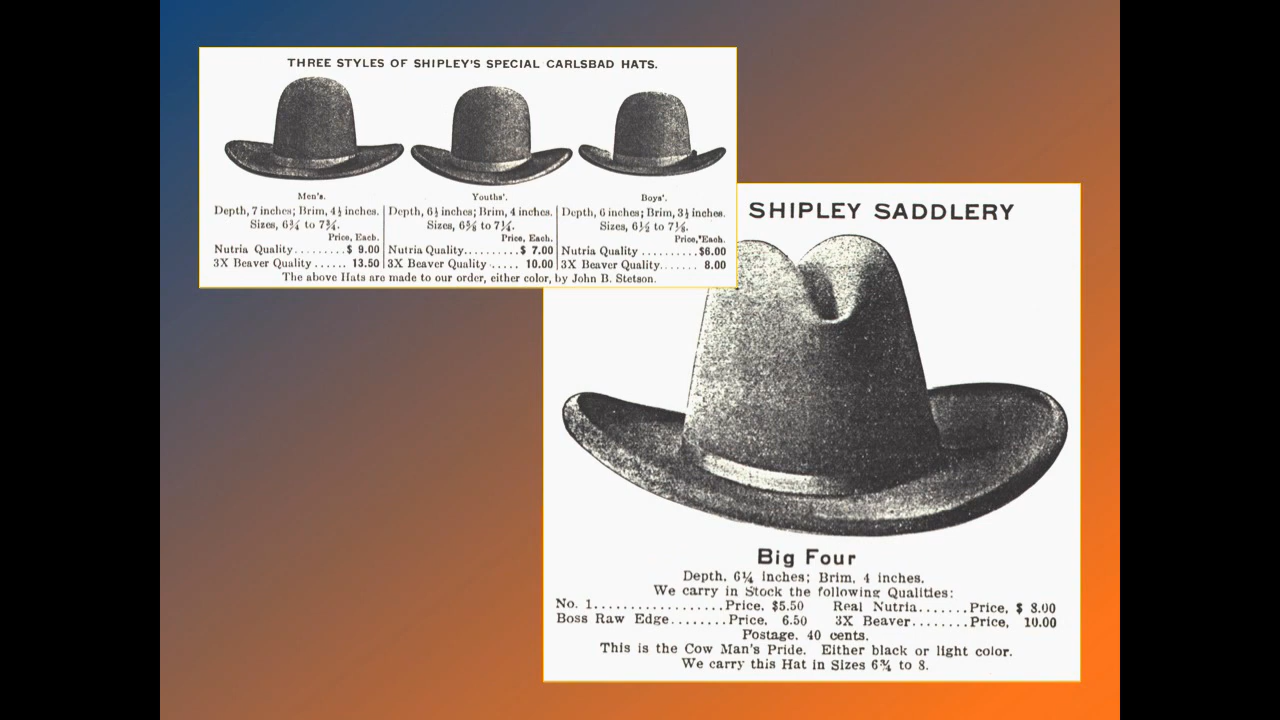 THREE STYLES OF SHIPLEY'S SPECIAL CARLSBAD HATS.
Men's.
Depth, 7 inches; Brim, 4½ inches.
Sizes, 6¾ to 7¾.
Price, Each.
Nutria Quality........$ 9.00
3X Beaver Quality ...... 13.50
Youths'.
Depth, 6½ inches; Brim, 4 inches.
Sizes, 6⅝ to 7¼.
Price, Each.
Nutria Quality..........$ 7.00
3X Beaver Quality ..... 10.00
Boys'.
Depth, 6 inches; Brim, 3½ inches.
Sizes, 6½ to 7⅛.
Price, Each.
Nutria Quality ..........$6.00
3X Beaver Quality....... 8.00
The above Hats are made to our order, either color, by John B. Stetson.
SHIPLEY SADDLERY
Big Four
Depth, 6¼ inches; Brim, 4 inches.
We carry in Stock the following Qualities:
No. 1..................Price, $5.50 Real Nutria.......Price, $ 8.00
Boss Raw Edge........Price, 6.50 3X Beaver........Price, 10.00
Postage, 40 cents.
This is the Cow Man's Pride. Either black or light color.
We carry this Hat in Sizes 6¾ to 8.